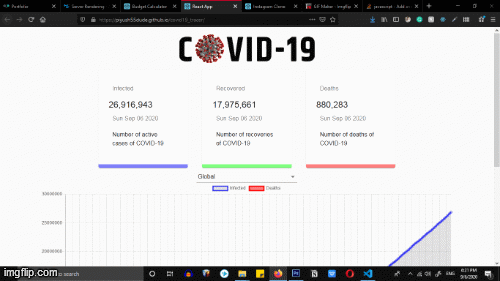 Portfolio
Server Rendering
Budget Calculator
React App
Instagram Clone
GIF Maker - Imgflip
javascript - Add
https://piyush55dude.github.io/covid19_tracer/
COVID-19
Infected
26,916,943
Sun Sep 06 2020
Number of active
cases of COVID-19
Recovered
17,975,661
Sun Sep 06 2020
Number of recoveries
of COVID-19
Deaths
880,283
Sun Sep 06 2020
Number of deaths of
COVID-19
Global
Infected
Deaths
30000000
25000000
20000000
imgflip.com
to search
ENG
8:21 PM
9/6/2020